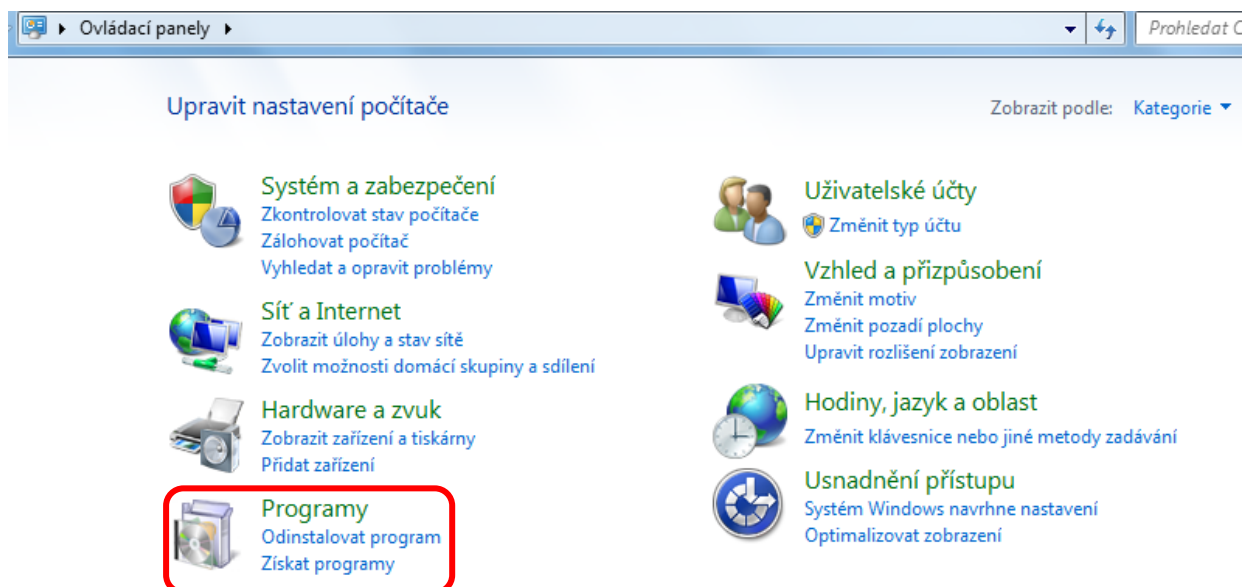 Ovládací panely
Prohledat
Upravit nastavení počítače
Zobrazit podle: Kategorie
Systém a zabezpečení
Zkontrolovat stav počítače
Zálohovat počítač
Vyhledat a opravit problémy
Síť a Internet
Zobrazit úlohy a stav sítě
Zvolit možnosti domácí skupiny a sdílení
Hardware a zvuk
Zobrazit zařízení a tiskárny
Přidat zařízení
Programy
Odinstalovat program
Získat programy
Uživatelské účty
Změnit typ účtu
Vzhled a přizpůsobení
Změnit motiv
Změnit pozadí plochy
Upravit rozlišení zobrazení
Hodiny, jazyk a oblast
Změnit klávesnice nebo jiné metody zadávání
Usnadnění přístupu
Systém Windows navrhne nastavení
Optimalizovat zobrazení